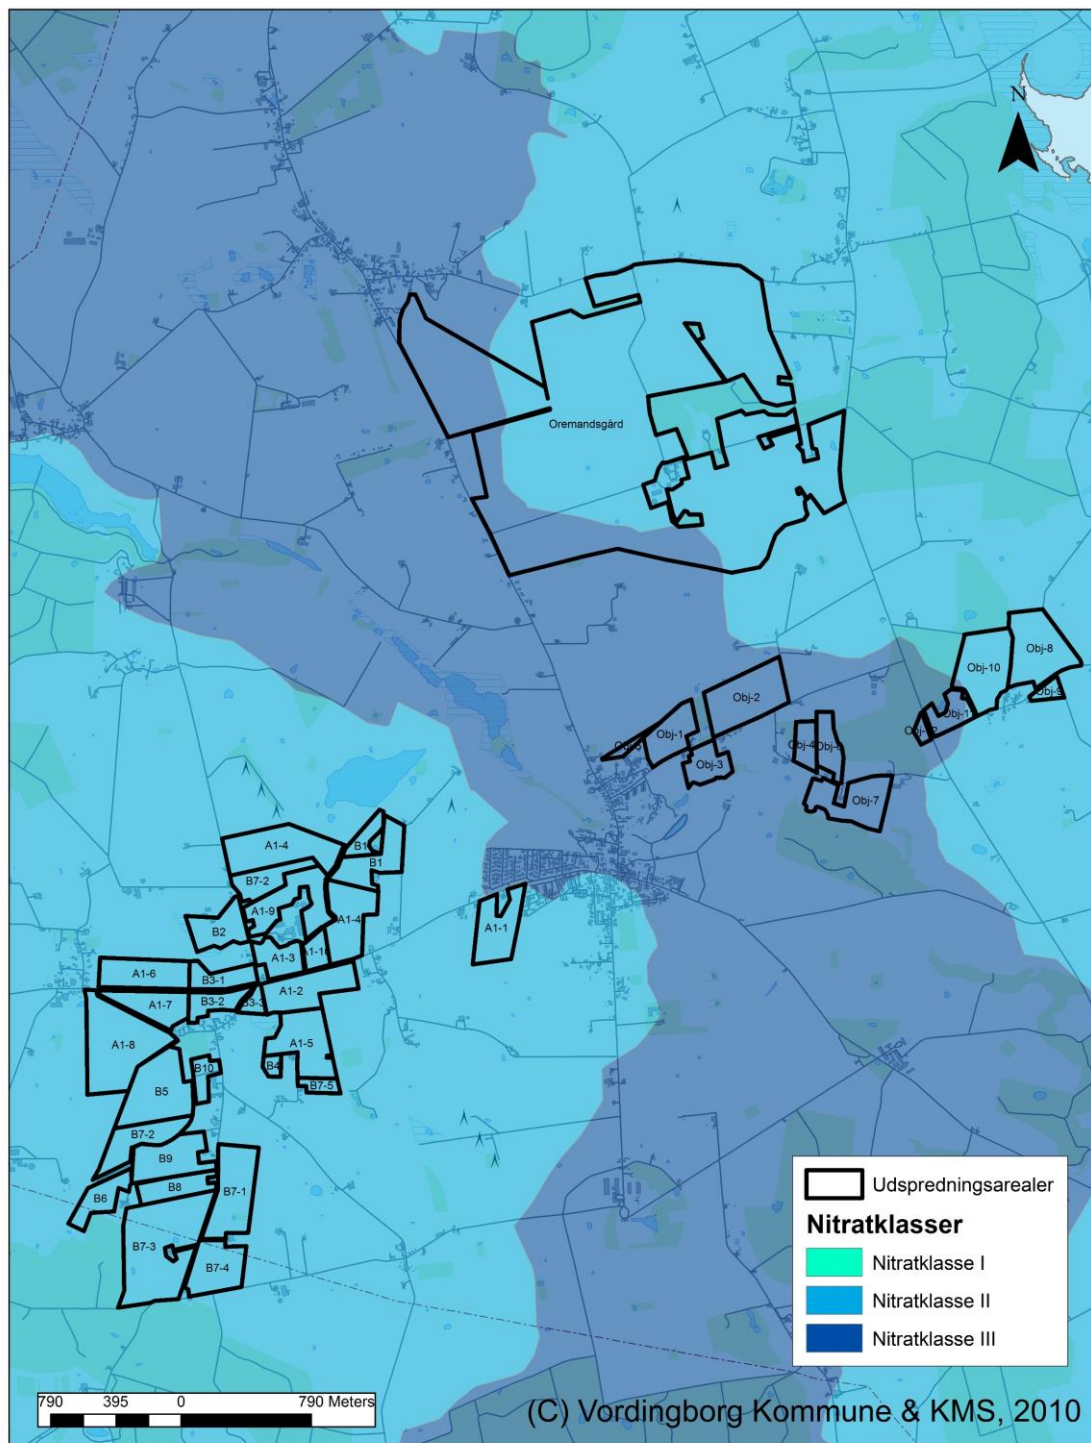 N
Oremandsgård
Obj-8
Obj-10
Obj-9
Obj-2
Obj-1
Obj-3
Obj-4
Obj-7
A1-4
B1
B1
B7-2
A1-9
A1-4
B2
A1-1
A1-3
A1-6
B3-1
A1-2
A1-7
B3-2
B3-3
A1-8
A1-5
B10
B4
B5
B7-5
B7-2
B9
B8
B7-1
B6
B7-3
B7-4
Udspredningsarealer
Nitratklasser
Nitratklasse I
Nitratklasse II
Nitratklasse III
790 395 0 790 Meters
(C) Vordingborg Kommune & KMS, 2010